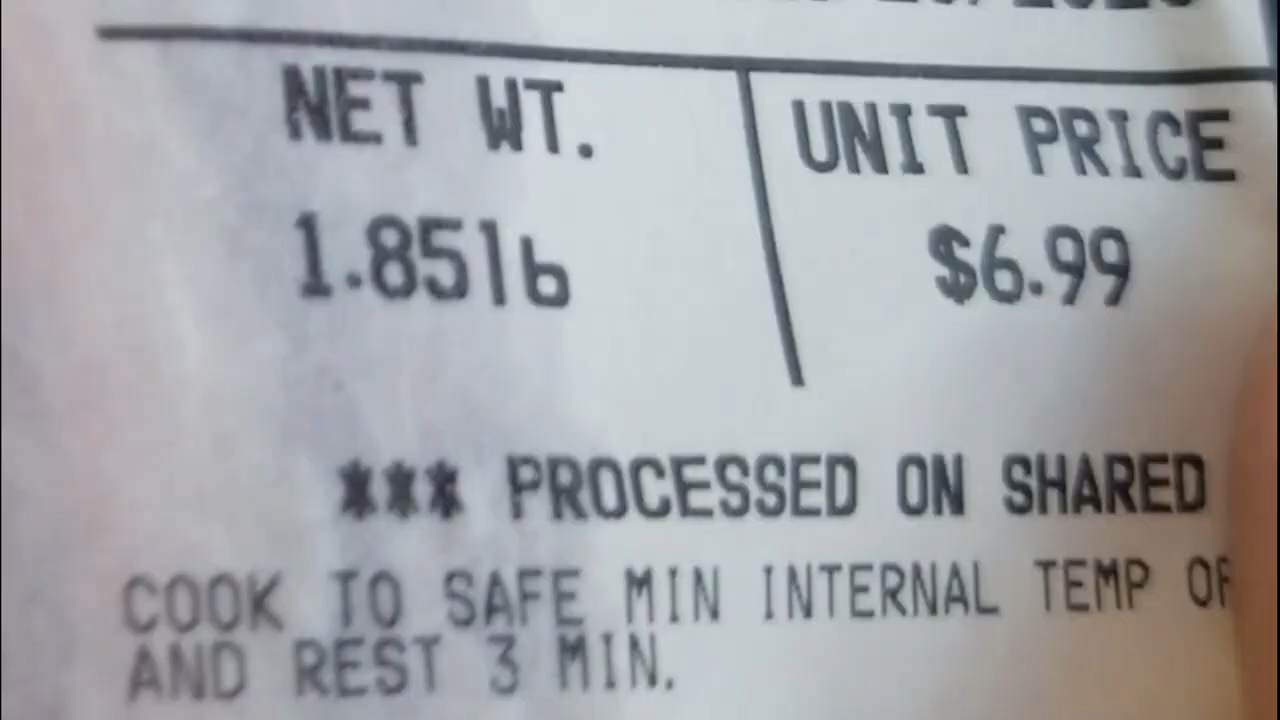 NET WT.
UNIT PRICE
1.85lb
$6.99
*** PROCESSED ON SHARED
COOK TO SAFE MIN INTERNAL TEMP OF
AND REST 3 MIN.